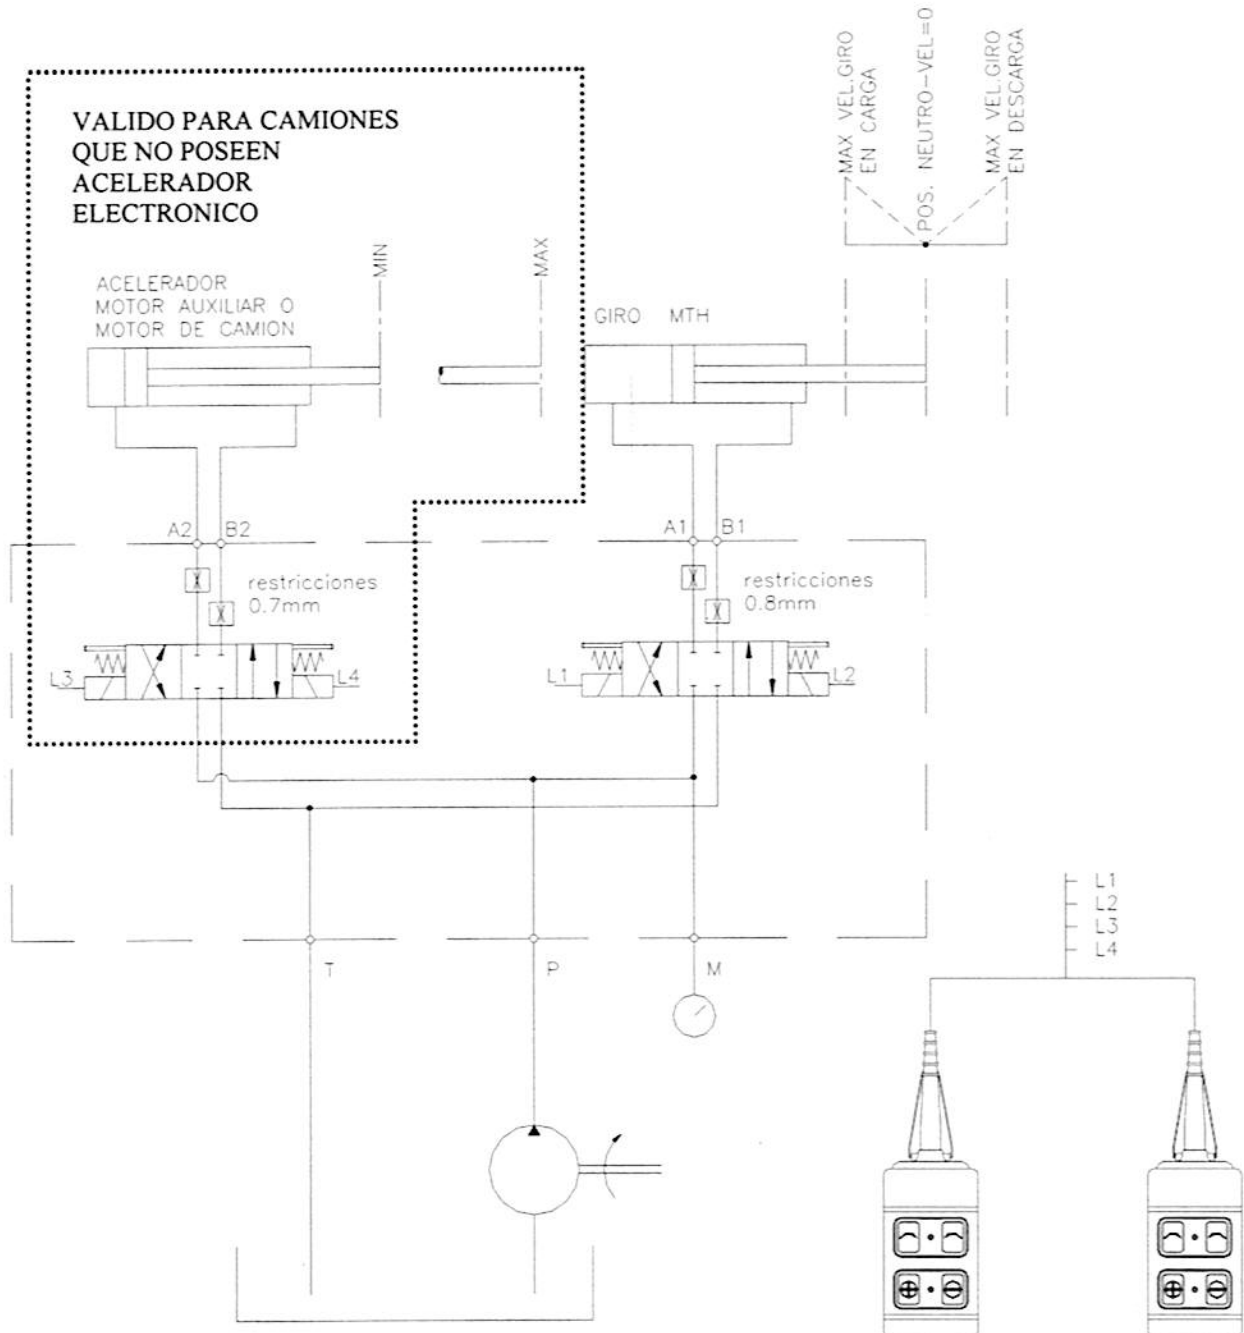 VALIDO PARA CAMIONES
QUE NO POSEEN
ACELERADOR
ELECTRONICO
MAX VEL.GIRO
EN CARGA
POS. NEUTRO-VEL=0
MAX VEL.GIRO
EN DESCARGA
MIN
MAX
ACELERADOR
MOTOR AUXILIAR O
MOTOR DE CAMION
GIRO MTH
A2 B2
A1 B1
restricciones
0.7mm
restricciones
0.8mm
L3
L4
L1
L2
T
P
M
L1
L2
L3
L4